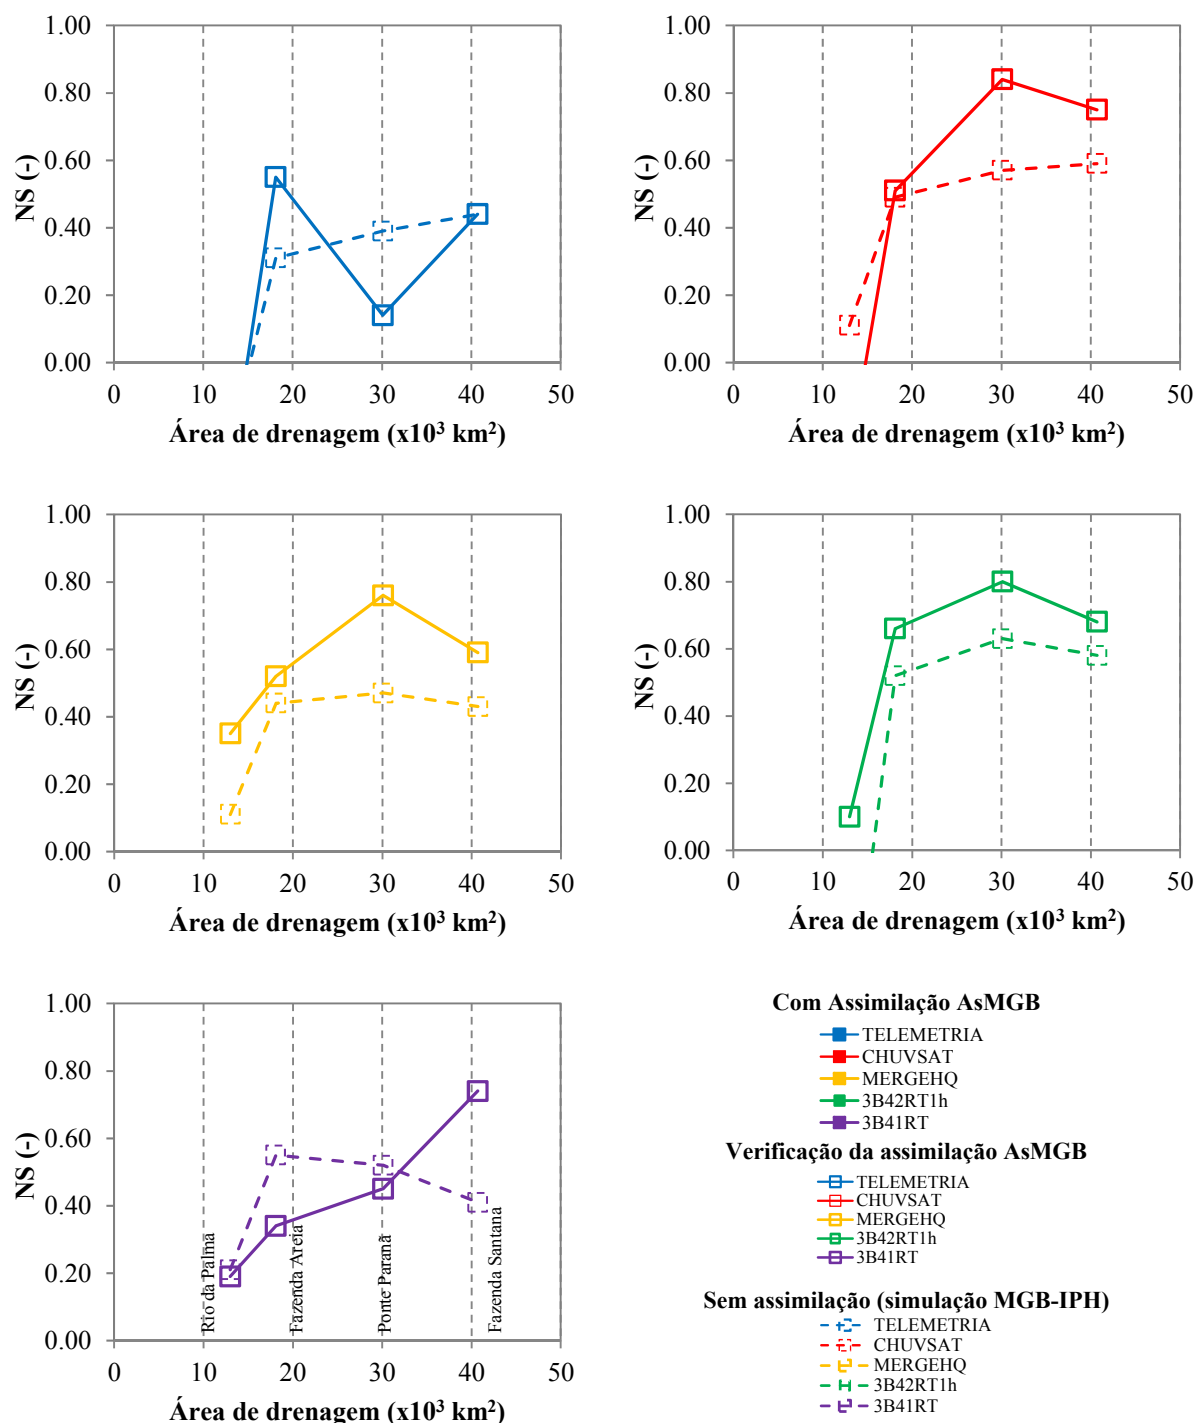 1.00
0.80
0.60
0.40
0.20
0.00
NS (-)
0 10 20 30 40 50
Área de drenagem (x10³ km²)
1.00
0.80
0.60
0.40
0.20
0.00
NS (-)
0 10 20 30 40 50
Área de drenagem (x10³ km²)
1.00
0.80
0.60
0.40
0.20
0.00
NS (-)
0 10 20 30 40 50
Área de drenagem (x10³ km²)
1.00
0.80
0.60
0.40
0.20
0.00
NS (-)
0 10 20 30 40 50
Área de drenagem (x10³ km²)
1.00
0.80
0.60
0.40
0.20
0.00
NS (-)
Rio da Palma
Fazenda Areia
Ponte Paranã
Fazenda Santana
0 10 20 30 40 50
Área de drenagem (x10³ km²)
Com Assimilação AsMGB
TELEMETRIA
CHUVSAT
MERGEHQ
3B42RT1h
3B41RT
Verificação da assimilação AsMGB
TELEMETRIA
CHUVSAT
MERGEHQ
3B42RT1h
3B41RT
Sem assimilação (simulação MGB-IPH)
TELEMETRIA
CHUVSAT
MERGEHQ
3B42RT1h
3B41RT